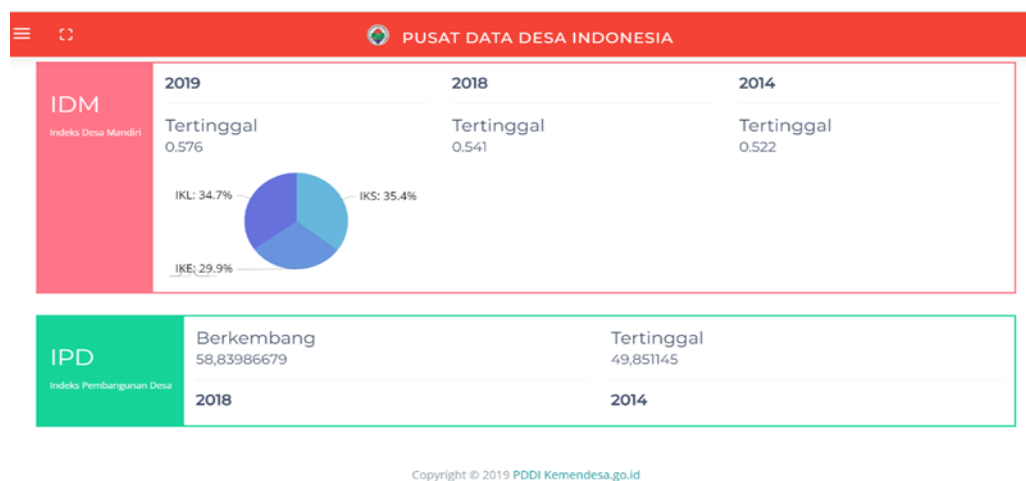 PUSAT DATA DESA INDONESIA
IDM
Indeks Desa Mandiri
2019
2018
2014
Tertinggal
Tertinggal
Tertinggal
0.576
0.541
0.522
IKL: 34.7%
IKS: 35.4%
IKE: 29.9%
IPD
Indeks Pembangunan Desa
Berkembang
Tertinggal
58,83986679
49,851145
2018
2014
Copyright © 2019 PDDI Kemendesa.go.id